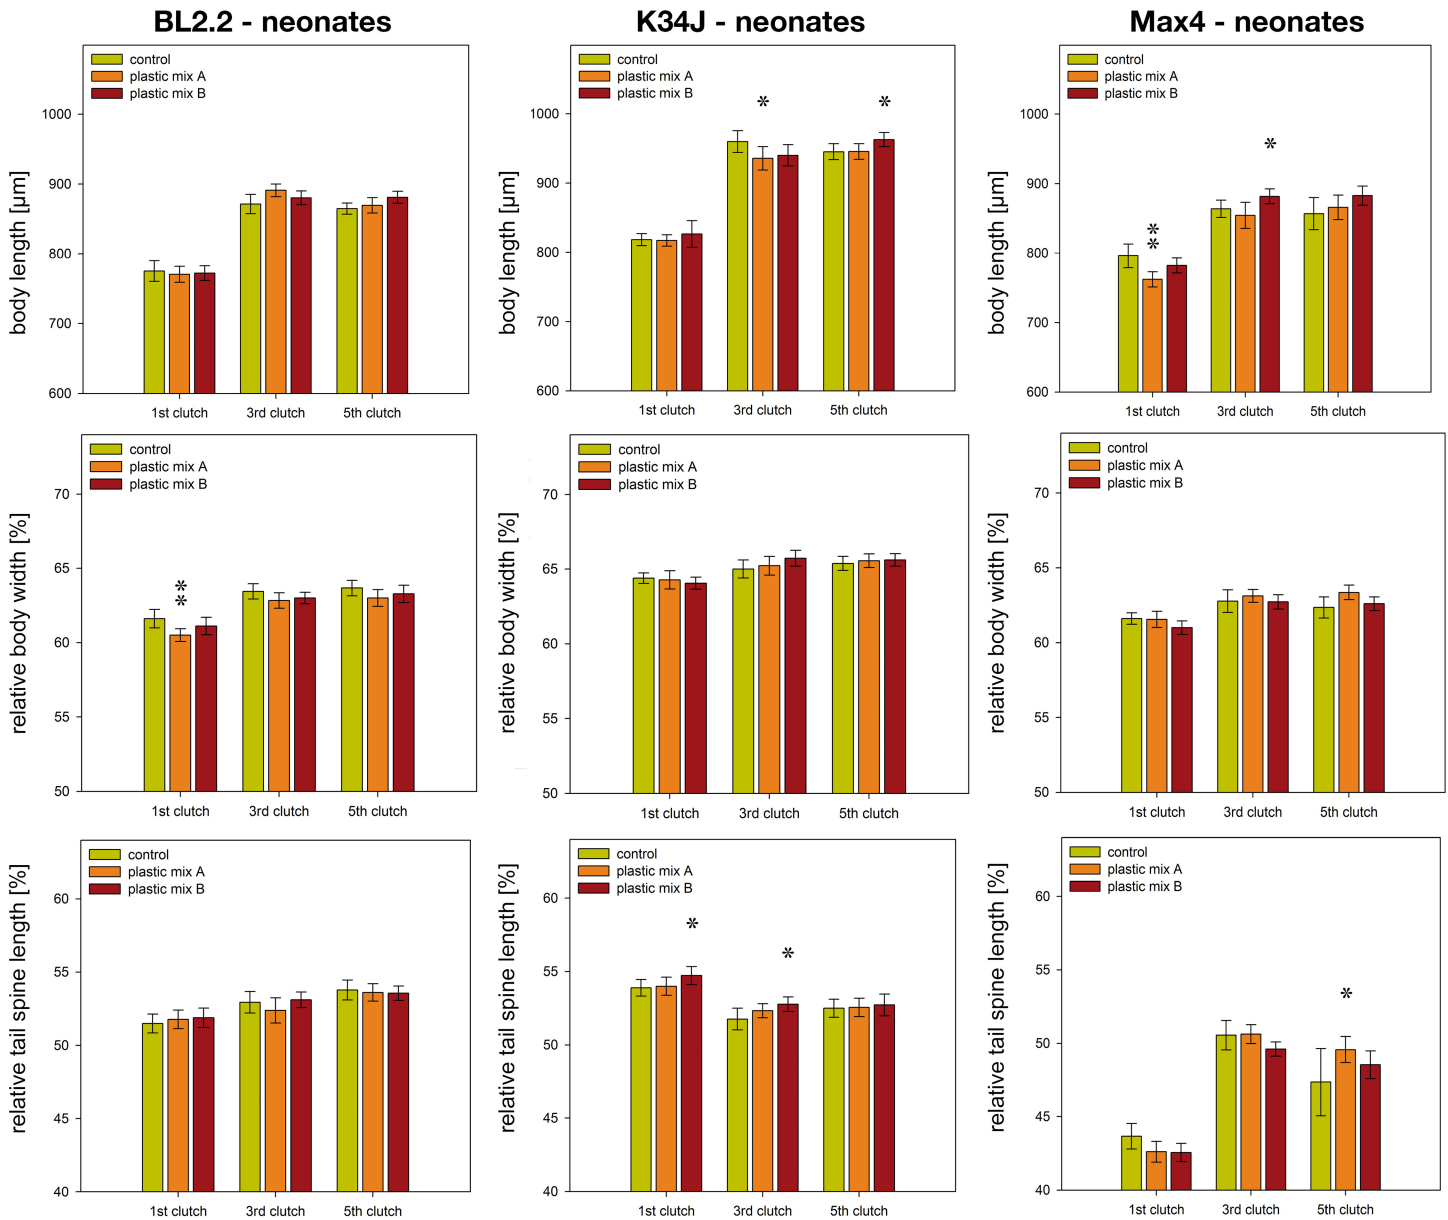 BL2.2 - neonates
control
plastic mix A
plastic mix B
1000
900
800
700
600
body length [µm]
1st clutch
3rd clutch
5th clutch
K34J - neonates
control
plastic mix A
plastic mix B
*
*
1000
900
800
700
600
body length [µm]
1st clutch
3rd clutch
5th clutch
Max4 - neonates
control
plastic mix A
plastic mix B
*
*
*
1000
900
800
700
600
body length [µm]
1st clutch
3rd clutch
5th clutch
control
plastic mix A
plastic mix B
*
*
70
65
60
55
50
relative body width [%]
1st clutch
3rd clutch
5th clutch
control
plastic mix A
plastic mix B
70
65
60
55
50
relative body width [%]
1st clutch
3rd clutch
5th clutch
control
plastic mix A
plastic mix B
70
65
60
55
50
relative body width [%]
1st clutch
3rd clutch
5th clutch
control
plastic mix A
plastic mix B
60
55
50
45
40
relative tail spine length [%]
1st clutch
3rd clutch
5th clutch
control
plastic mix A
plastic mix B
*
*
60
55
50
45
40
relative tail spine length [%]
1st clutch
3rd clutch
5th clutch
control
plastic mix A
plastic mix B
*
60
55
50
45
40
relative tail spine length [%]
1st clutch
3rd clutch
5th clutch